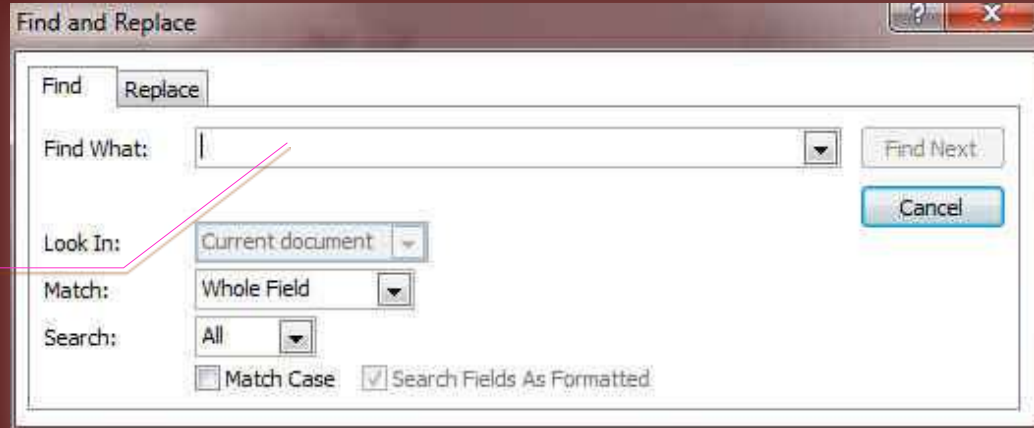 Find and Replace
Find Replace
Find What: Find Next
Cancel
Look In: Current document
Match: Whole Field
Search: All
Match Case Search Fields As Formatted